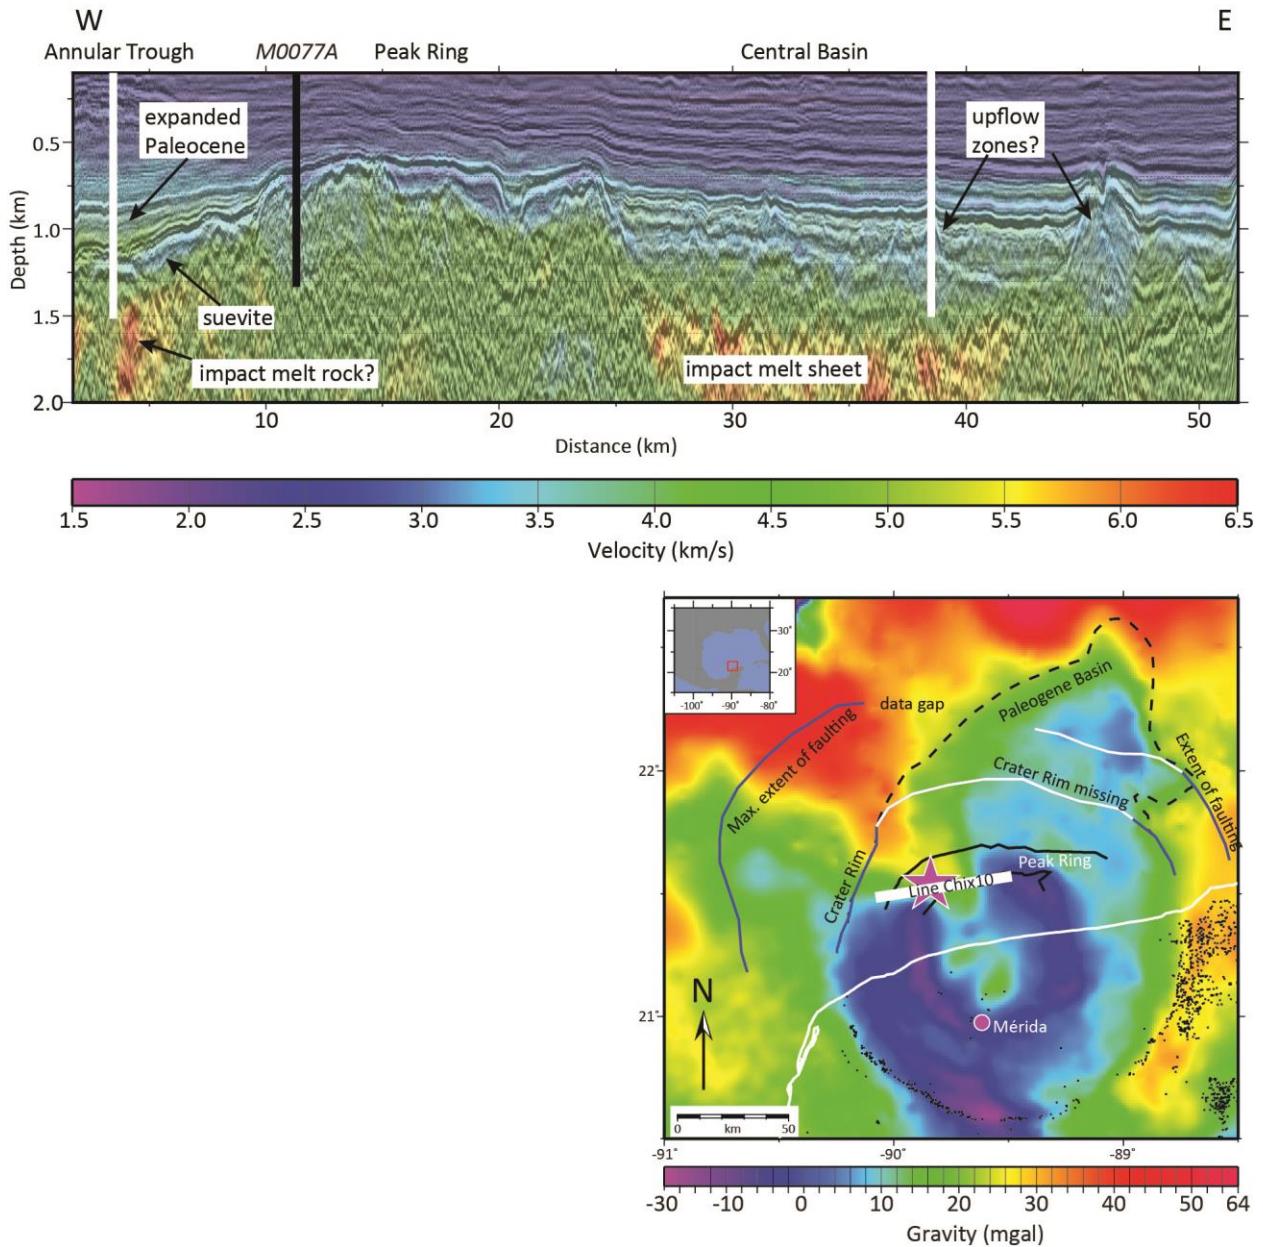 W
E
Annular Trough
M0077A
Peak Ring
Central Basin
expanded
Paleocene
upflow
zones?
0.5
1.0
1.5
2.0
Depth (km)
suevite
impact melt rock?
impact melt sheet
10
20
30
40
50
Distance (km)
1.5
2.0
2.5
3.0
3.5
4.0
4.5
5.0
5.5
6.0
6.5
Velocity (km/s)
30°
20°
-100°
-90°
-80°
data gap
Max. extent of faulting
Paleogene Basin
Extent of faulting
22°
Crater Rim missing
Crater Rim
Peak Ring
Line Chix10
N
21°
Mérida
0
km
50
-91°
-90°
-89°
-30
-10
0
10
20
30
40
50
64
Gravity (mgal)